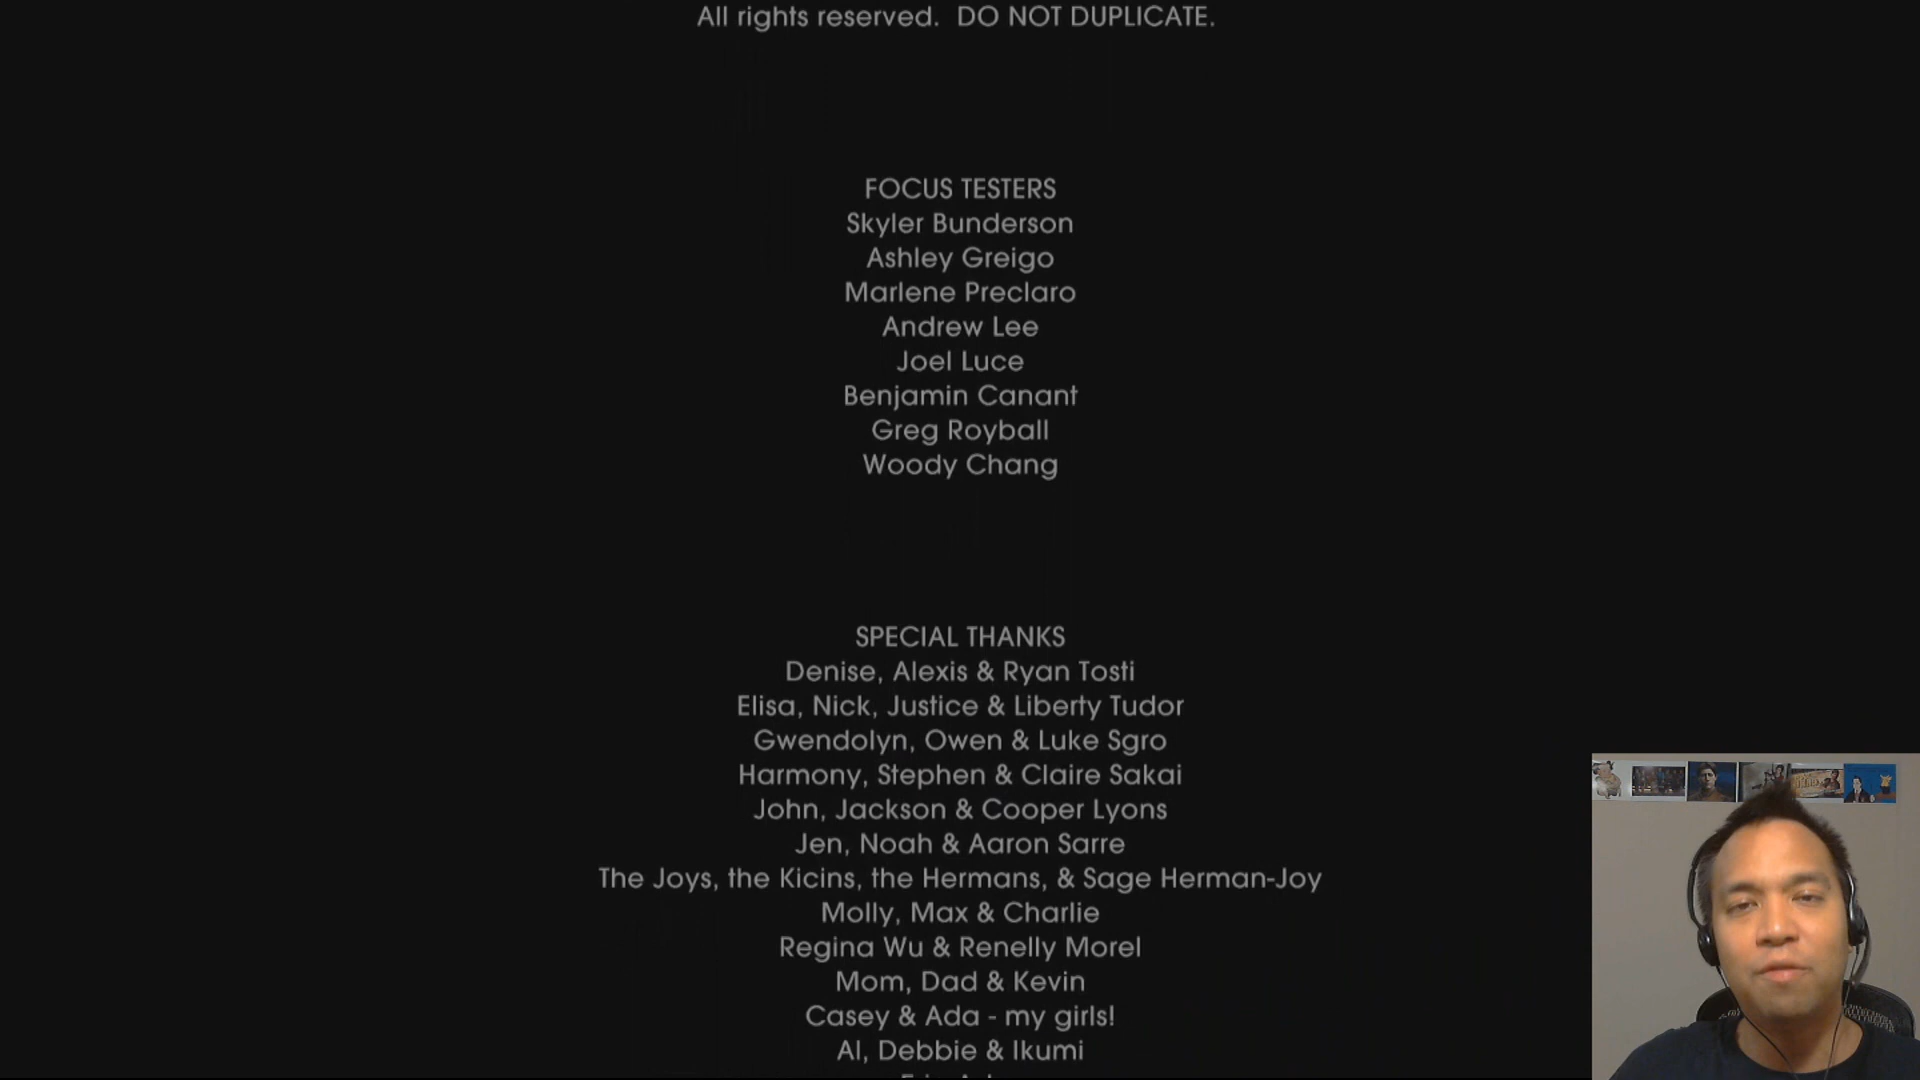 All rights reserved.  DO NOT DUPLICATE.
FOCUS TESTERS
Skyler Bunderson
Ashley Greigo
Marlene Preclaro
Andrew Lee
Joel Luce
Benjamin Canant
Greg Royball
Woody Chang
SPECIAL THANKS
Denise, Alexis & Ryan Tosti
Elisa, Nick, Justice & Liberty Tudor
Gwendolyn, Owen & Luke Sgro
Harmony, Stephen & Claire Sakai
John, Jackson & Cooper Lyons
Jen, Noah & Aaron Sarre
The Joys, the Kicins, the Hermans, & Sage Herman-Joy
Molly, Max & Charlie
Regina Wu & Renelly Morel
Mom, Dad & Kevin
Casey & Ada - my girls!
Al, Debbie & Ikumi